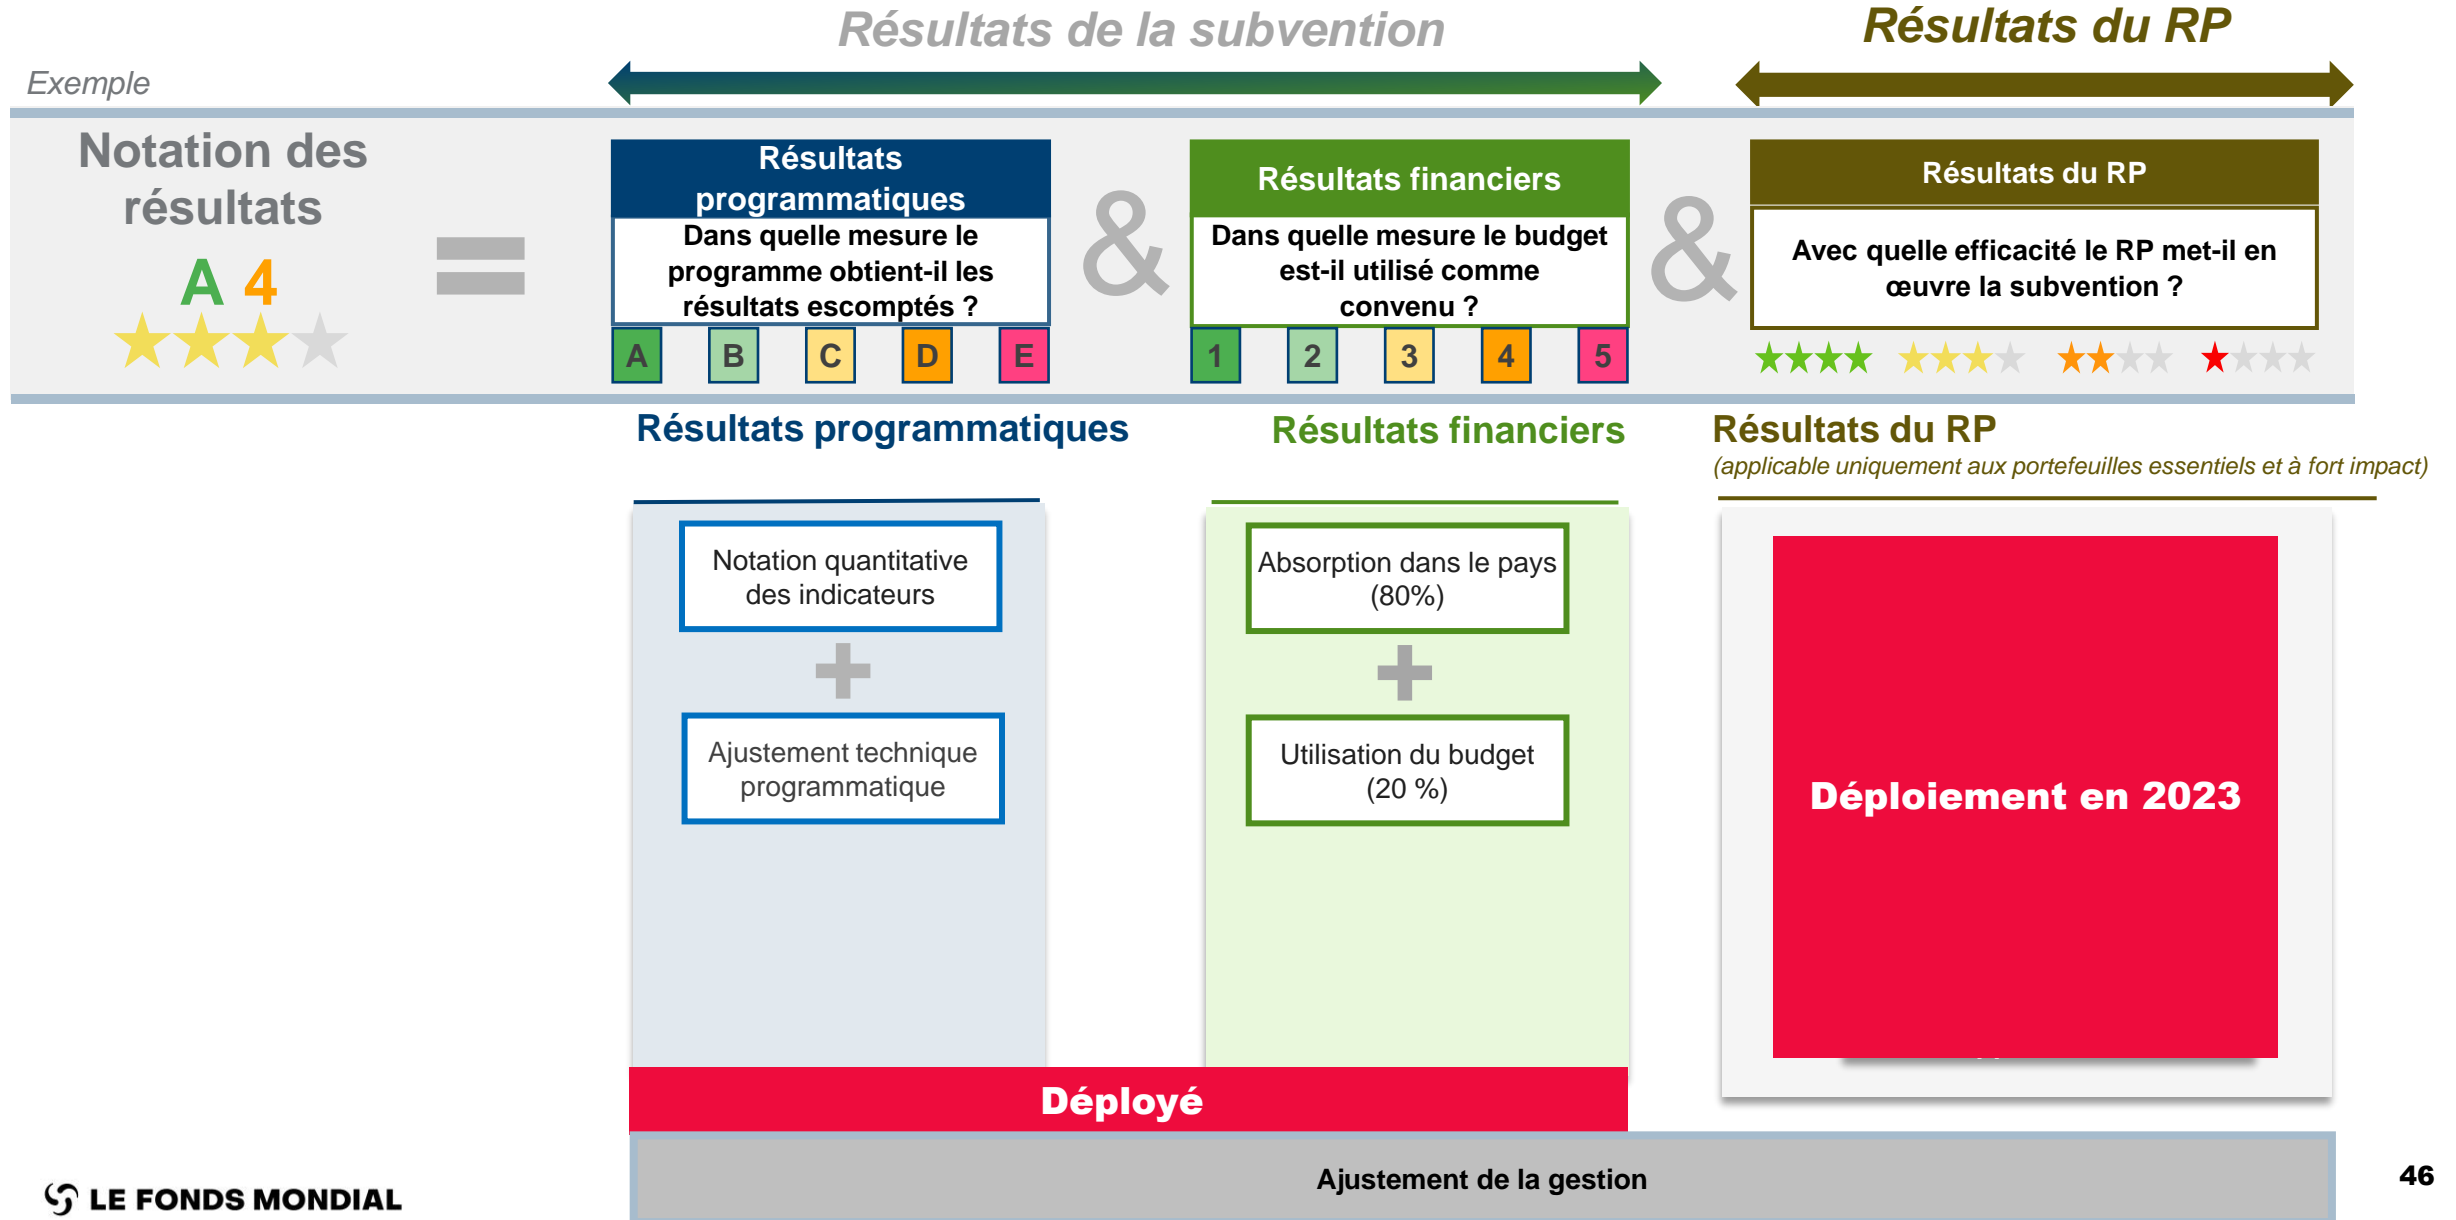 Résultats de la subvention
Résultats du RP
Exemple
Notation des
résultats
A 4
Résultats
programmatiques
Dans quelle mesure le
programme obtient-il les
résultats escomptés ?
A B C D E
&
Résultats financiers
Dans quelle mesure le budget
est-il utilisé comme
convenu ?
1 2 3 4 5
&
Résultats du RP
Avec quelle efficacité le RP met-il en
œuvre la subvention ?
Résultats programmatiques
Notation quantitative
des indicateurs
Ajustement technique
programmatique
Résultats financiers
Absorption dans le pays
(80%)
Utilisation du budget
(20 %)
Résultats du RP
(applicable uniquement aux portefeuilles essentiels et à fort impact)
Déploiement en 2023
Déployé
Ajustement de la gestion
LE FONDS MONDIAL
46